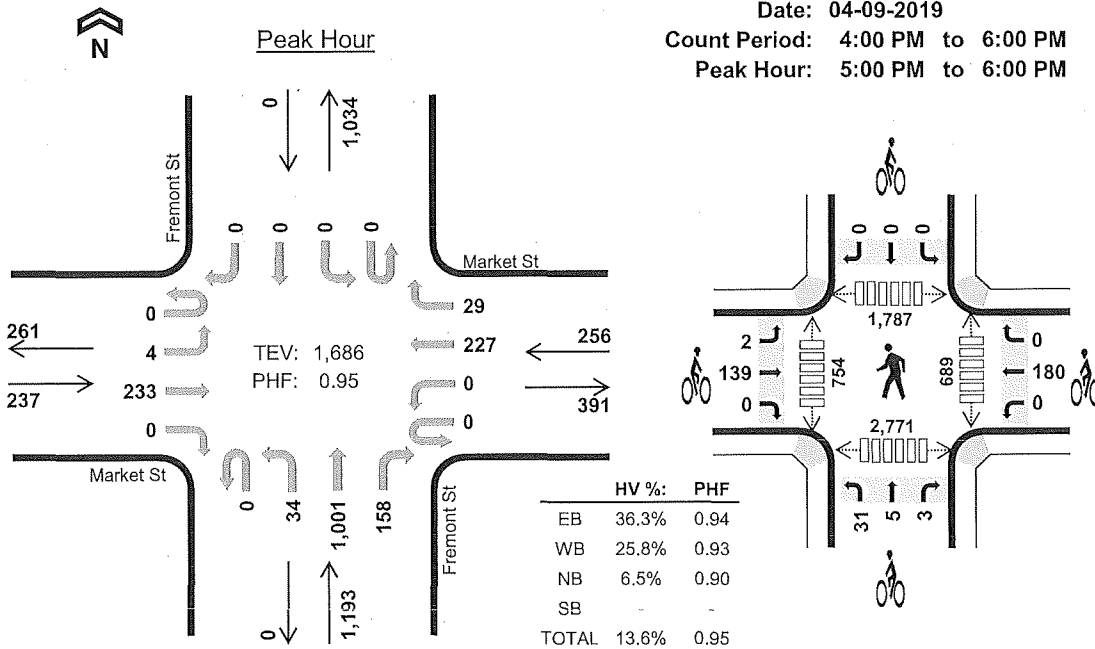 Date: 04-09-2019
Count Period: 4:00 PM to 6:00 PM
Peak Hour: 5:00 PM to 6:00 PM
N
Peak Hour
0
1,034
Fremont St
0 0 0 0
Market St
0
4
233
0
261
237
TEV: 1,686
PHF: 0.95
29
227
0
0
256
391
Market St
0
34
1,001
158
Fremont St
0
1,193
HV %: PHF
EB 36.3% 0.94
WB 25.8% 0.93
NB 6.5% 0.90
SB - -
TOTAL 13.6% 0.95
0 0 0
1,787
2
139
0
754
689
0
180
0
2,771
31 5 3